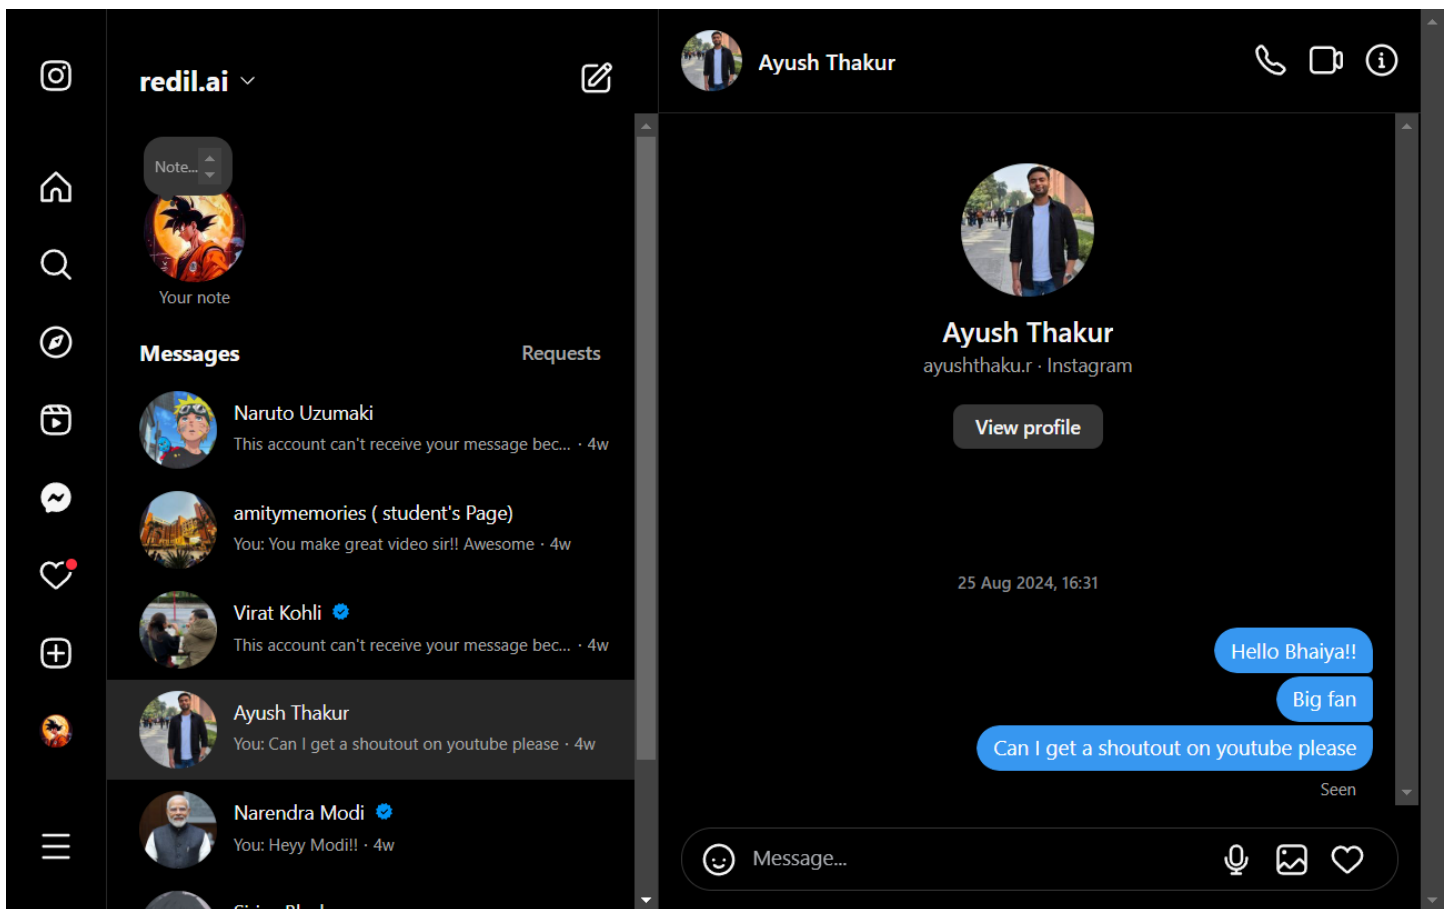 redil.ai
Note...
Your note
Messages
Requests
Naruto Uzumaki
This account can't receive your message bec... · 4w
amitymemories ( student's Page)
You: You make great video sir!! Awesome · 4w
Virat Kohli
This account can't receive your message bec... · 4w
Ayush Thakur
You: Can I get a shoutout on youtube please · 4w
Narendra Modi
You: Heyy Modi!! · 4w
Ayush Thakur
Ayush Thakur
ayushthaku.r · Instagram
View profile
25 Aug 2024, 16:31
Hello Bhaiya!!
Big fan
Can I get a shoutout on youtube please
Seen
Message...